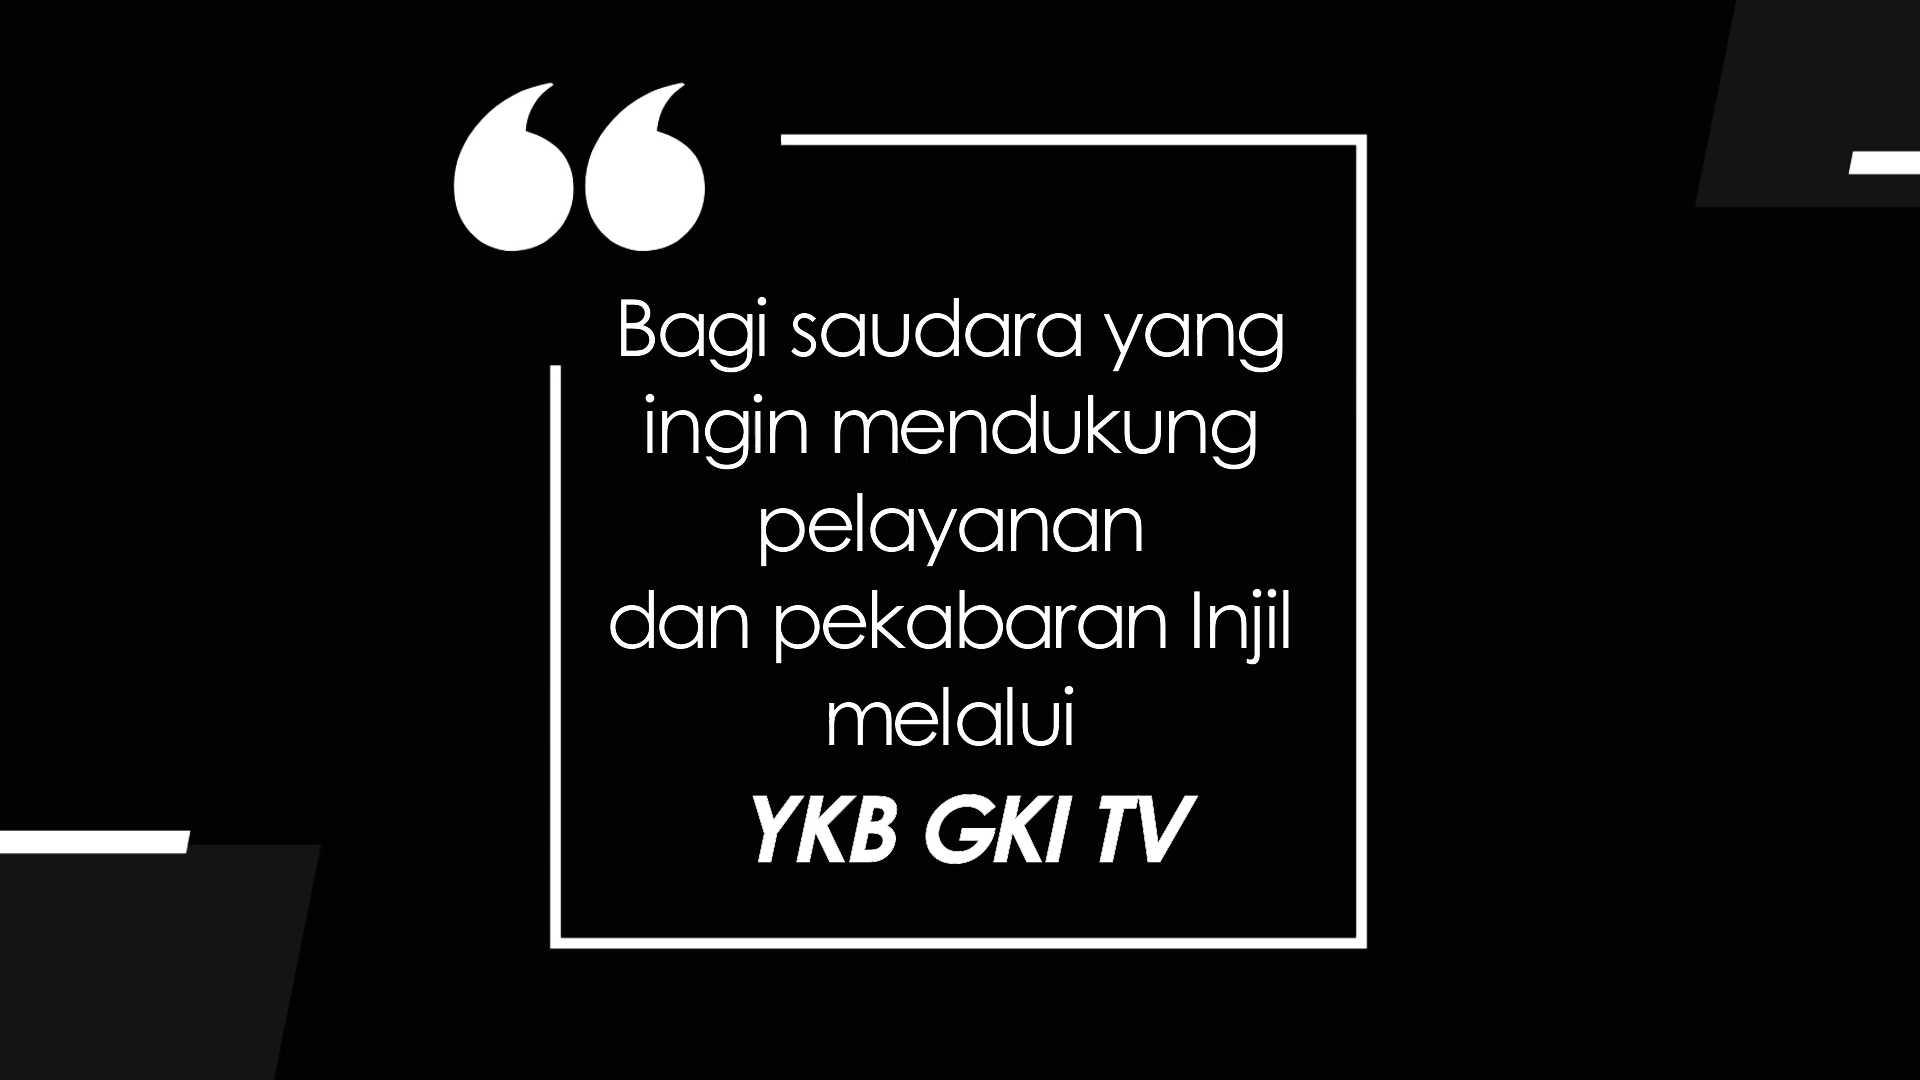 Bagi saudara yang
ingin mendukung
pelayanan
dan pekabaran Injil
melalui
YKB GKI TV